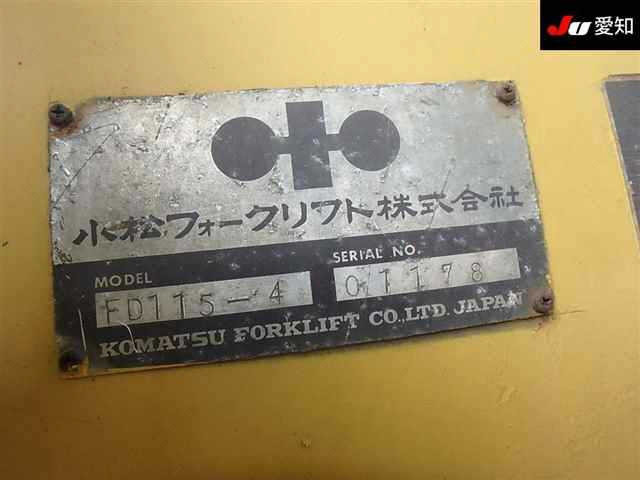 JU 愛知
小松フォークリフト株式会社
MODEL
FD115-4
SERIAL NO.
01178
KOMATSU FORKLIFT CO.,LTD. JAPAN